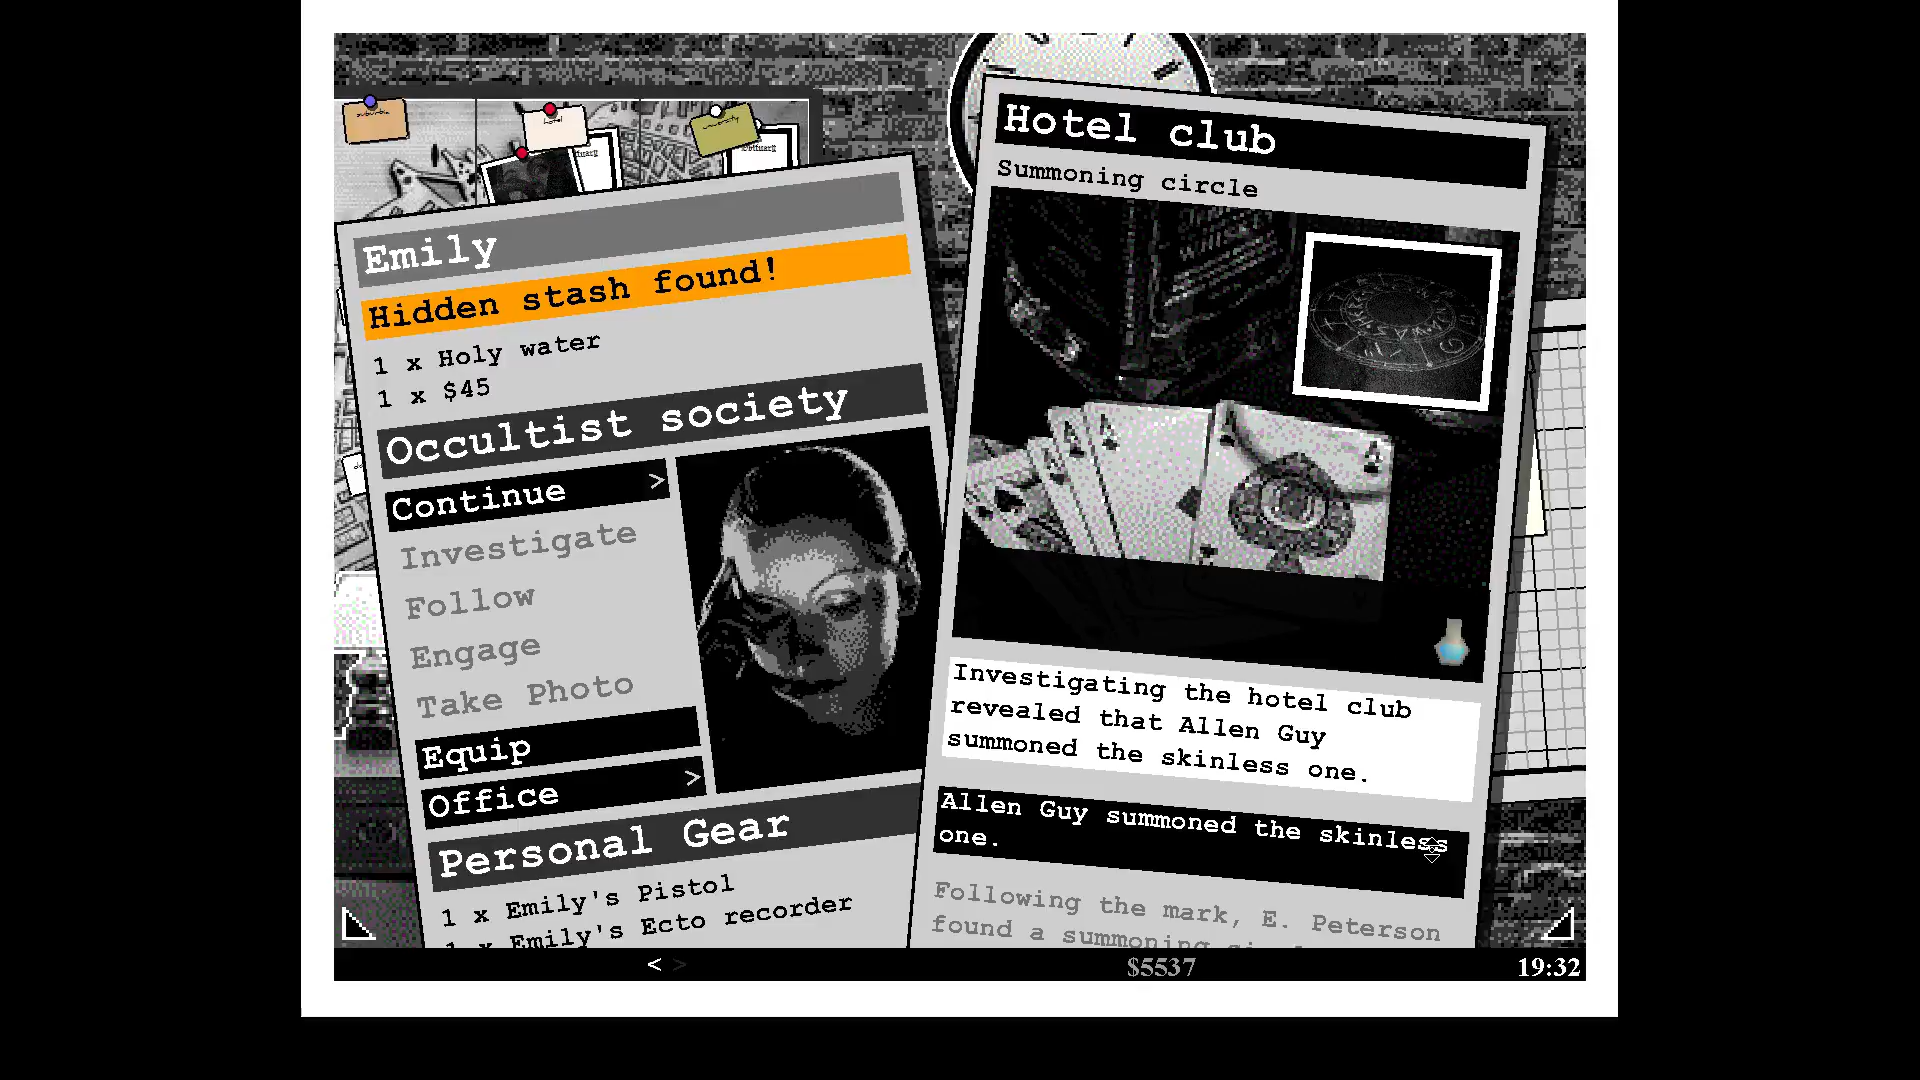 hotel
Emily
Hidden stash found!
1 x Holy water
1 x $45
Occultist society
Continue >
Investigate
Follow
Engage
Take Photo
Equip
Office >
Personal Gear
1 x Emily's Pistol
1 x Emily's Ecto recorder
Hotel club
Summoning circle
Investigating the hotel club
revealed that Allen Guy
summoned the skinless one.
Allen Guy summoned the skinless
one.
Following the mark, E. Peterson
found a summoning
< >
$5537
19:32